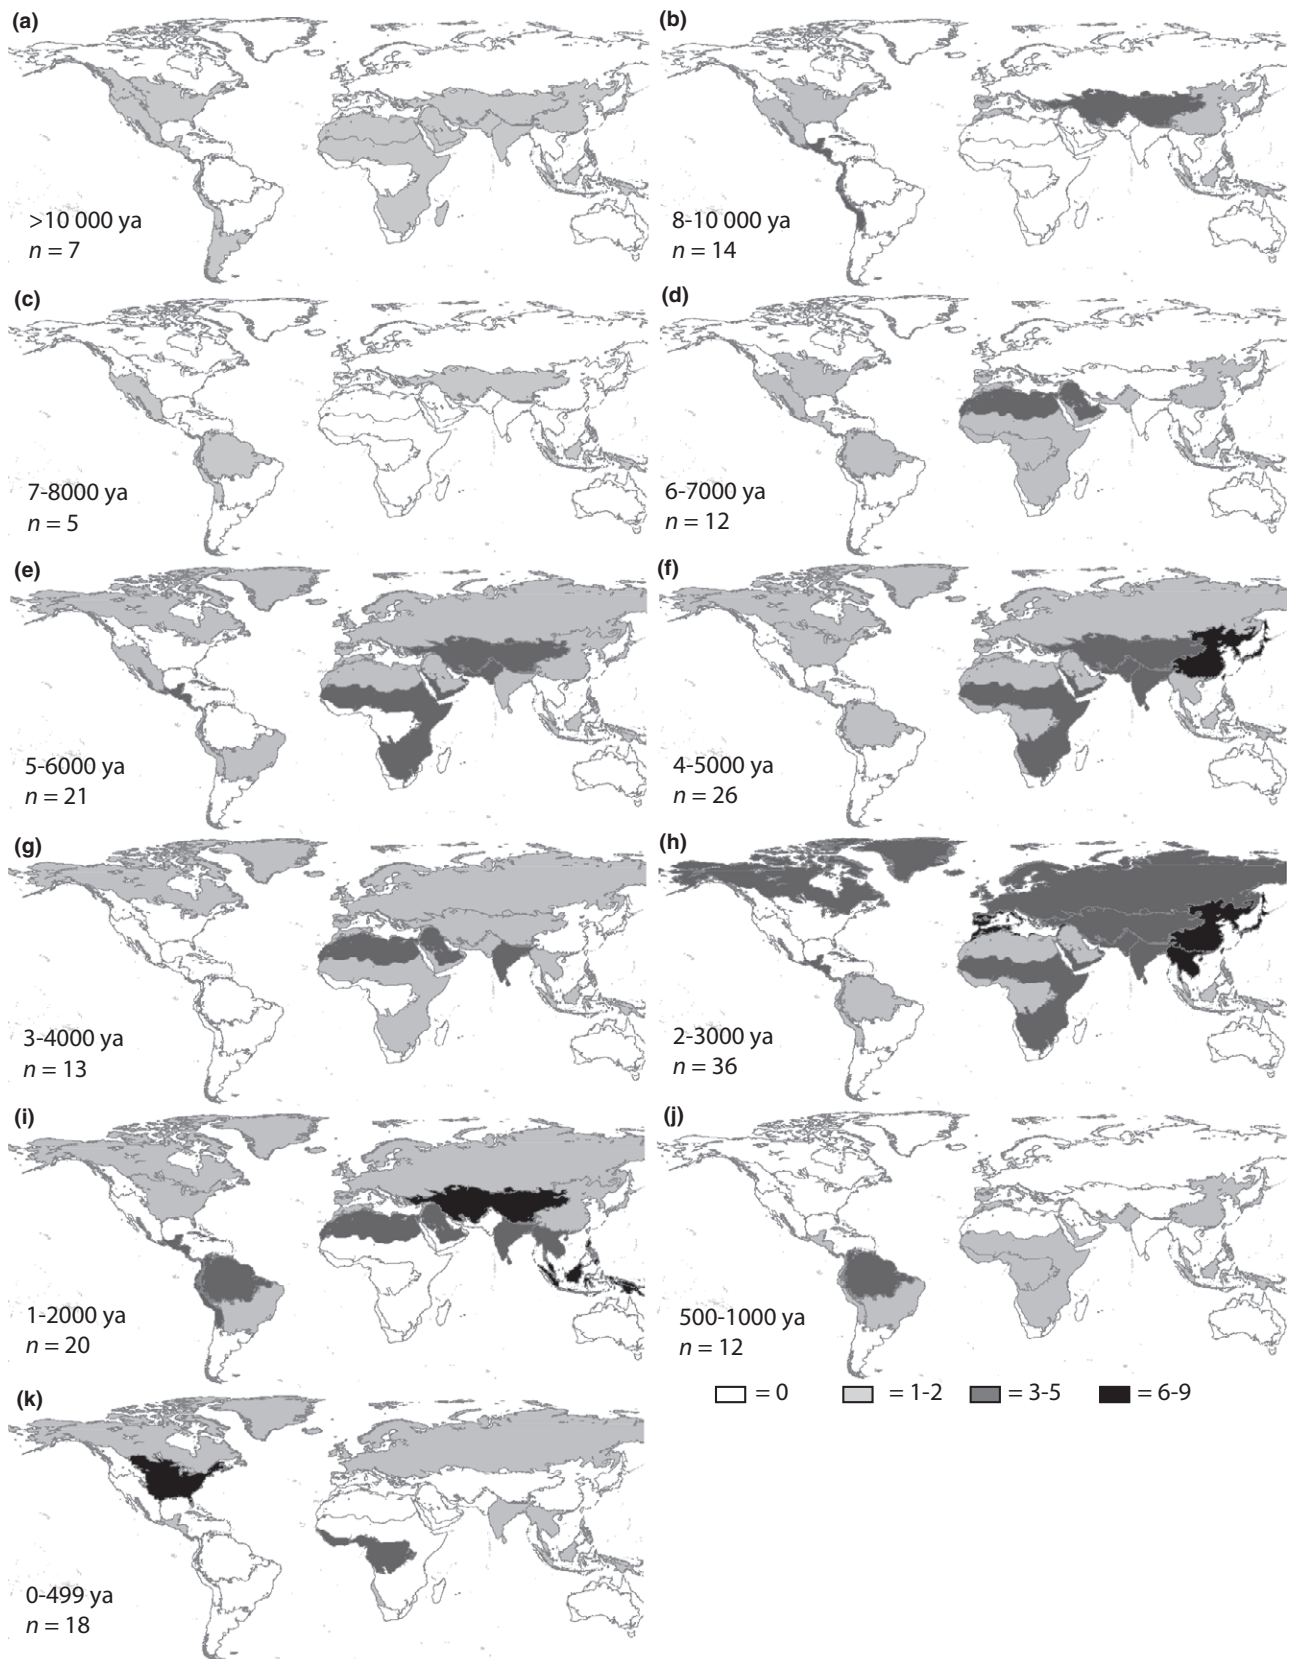 (a)
>10 000 ya
n = 7
(b)
8-10 000 ya
n = 14
(c)
7-8000 ya
n = 5
(d)
6-7000 ya
n = 12
(e)
5-6000 ya
n = 21
(f)
4-5000 ya
n = 26
(g)
3-4000 ya
n = 13
(h)
2-3000 ya
n = 36
(i)
1-2000 ya
n = 20
(j)
500-1000 ya
n = 12
= 0 = 1-2 = 3-5 = 6-9
(k)
0-499 ya
n = 18